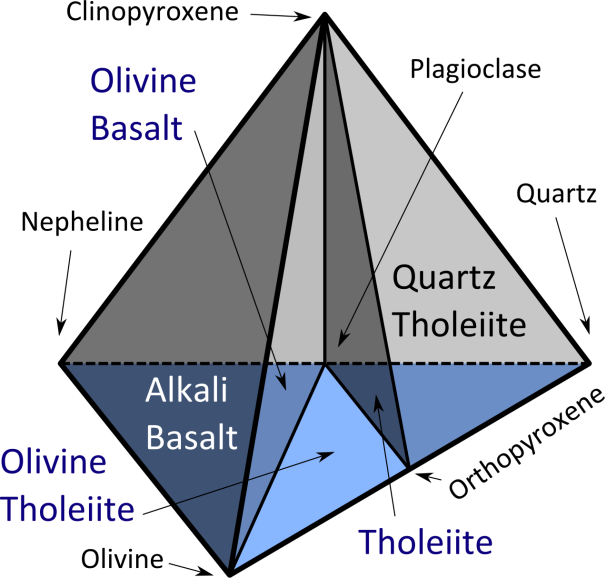 Clinopyroxene
Olivine
Basalt
Plagioclase
Quartz
Nepheline
Quartz
Tholeiite
Alkali
Basalt
Orthopyroxene
Olivine
Tholeiite
Tholeiite
Olivine